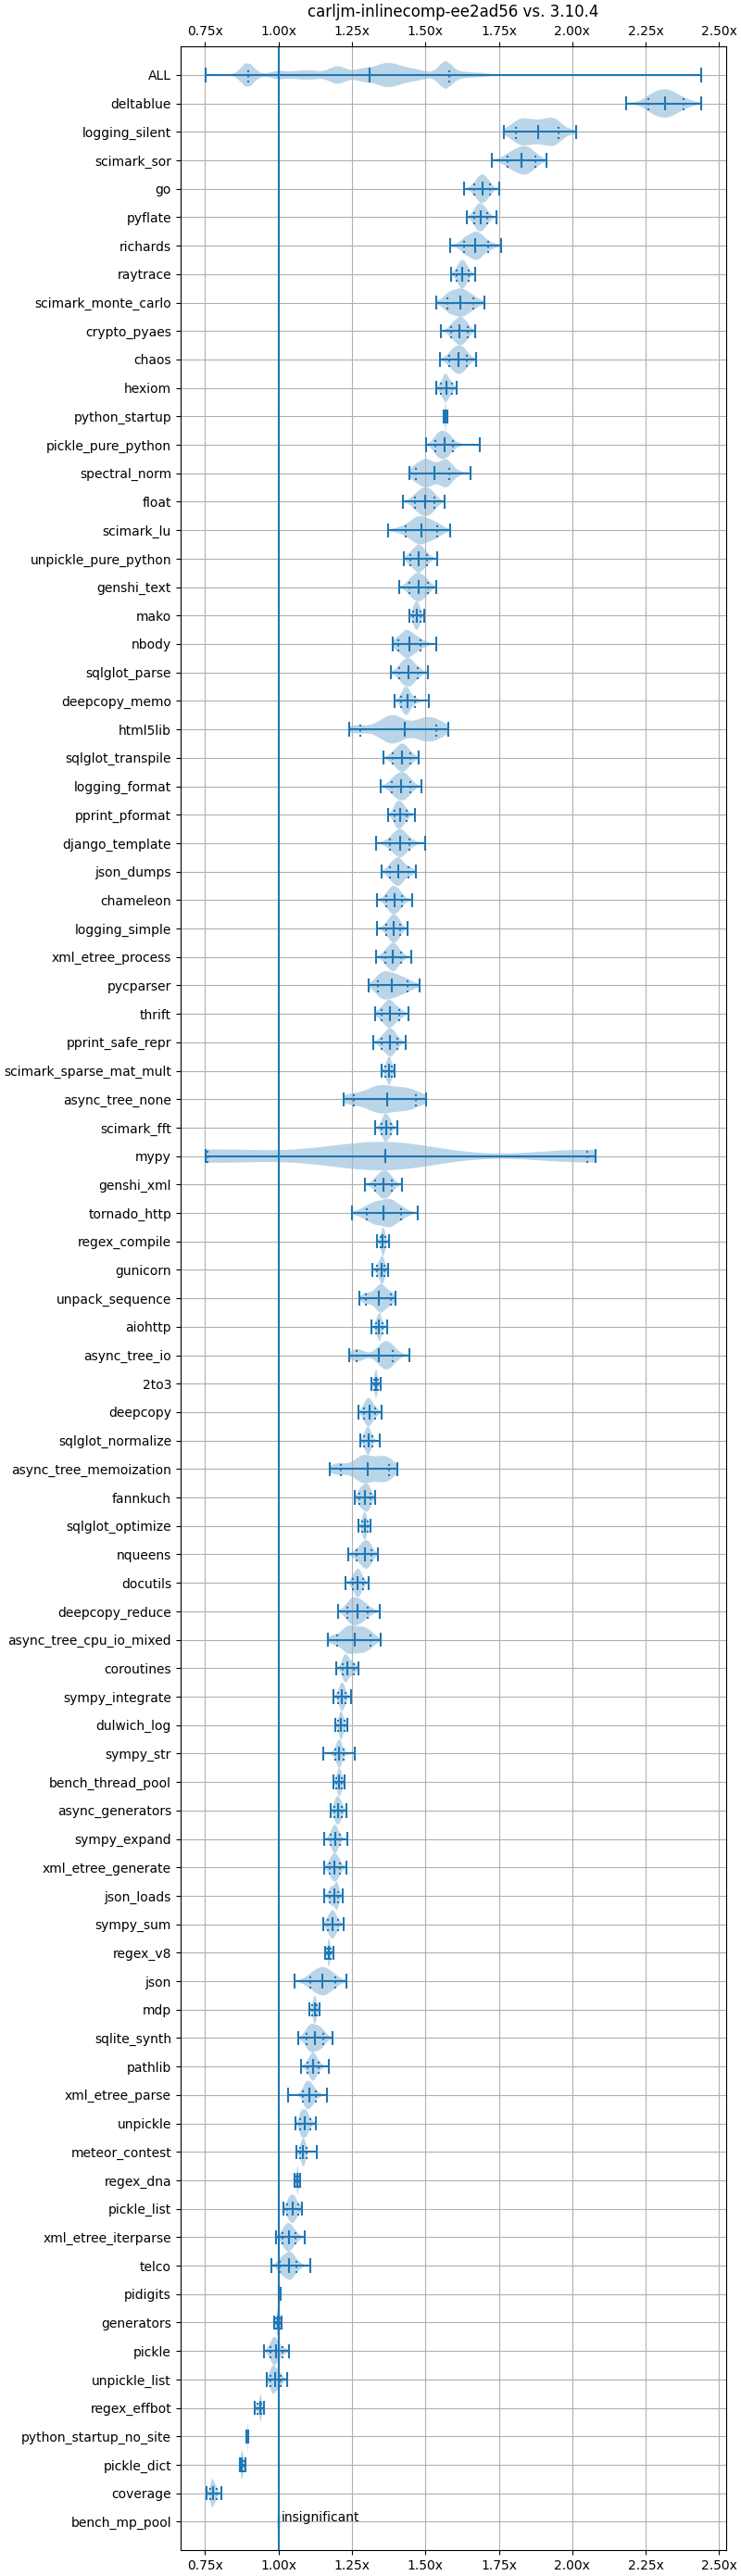 carljm-inlinecomp-ee2ad56 vs. 3.10.4
0.75x 1.00x 1.25x 1.50x 1.75x 2.00x 2.25x 2.50x
ALL
deltablue
logging_silent
scimark_sor
go
pyflate
richards
raytrace
scimark_monte_carlo
crypto_pyaes
chaos
hexiom
python_startup
pickle_pure_python
spectral_norm
float
scimark_lu
unpickle_pure_python
genshi_text
mako
nbody
sqlglot_parse
deepcopy_memo
html5lib
sqlglot_transpile
logging_format
pprint_pformat
django_template
json_dumps
chameleon
logging_simple
xml_etree_process
pycparser
thrift
pprint_safe_repr
scimark_sparse_mat_mult
async_tree_none
scimark_fft
mypy
genshi_xml
tornado_http
regex_compile
gunicorn
unpack_sequence
aiohttp
async_tree_io
2to3
deepcopy
sqlglot_normalize
async_tree_memoization
fannkuch
sqlglot_optimize
nqueens
docutils
deepcopy_reduce
async_tree_cpu_io_mixed
coroutines
sympy_integrate
dulwich_log
sympy_str
bench_thread_pool
async_generators
sympy_expand
xml_etree_generate
json_loads
sympy_sum
regex_v8
json
mdp
sqlite_synth
pathlib
xml_etree_parse
unpickle
meteor_contest
regex_dna
pickle_list
xml_etree_iterparse
telco
pidigits
generators
pickle
unpickle_list
regex_effbot
python_startup_no_site
pickle_dict
coverage
bench_mp_pool insignificant
0.75x 1.00x 1.25x 1.50x 1.75x 2.00x 2.25x 2.50x